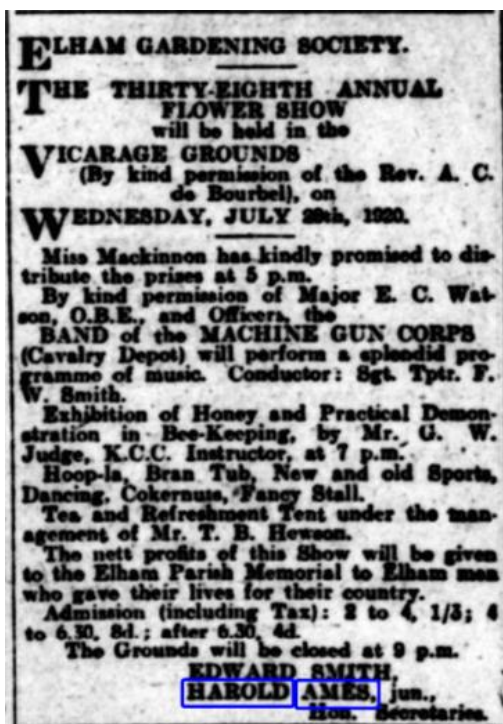 ELHAM GARDENING SOCIETY.
THE THIRTY-EIGHTH ANNUAL
FLOWER SHOW
will be held in the
VICARAGE GROUNDS
(By kind permission of the Rev. A. C.
de Bourbel), on
WEDNESDAY, JULY 28th, 1920.
Miss Mackinnon has kindly promised to dis-
tribute the prizes at 5 p.m.
By kind permission of Major E. C. Wat-
son, O.B.E., and Officers, the
BAND of the MACHINE GUN CORPS
(Cavalry Depot) will perform a splendid pro-
gramme of music. Conductor: Sgt. Tptr. F.
W. Smith.
Exhibition of Honey and Practical Demon-
stration in Bee-Keeping, by Mr. G. W.
Judge, K.C.C. Instructor, at 7 p.m.
Hoop-la, Bran Tub, New and old Sports,
Dancing, Cokernuts, Fancy Stall.
Tea and Refreshment Tent under the man-
agement of Mr. T. B. Hewson.
The nett profits of this Show will be given
to the Elham Parish Memorial to Elham men
who gave their lives for their country.
Admission (including Tax): 2 to 4, 1/3; 4
to 6.30, 8d.; after 6.30, 4d.
The Grounds will be closed at 9 p.m.
EDWARD SMITH,
HAROLD AMES, jun.,
Hon. Secretaries.